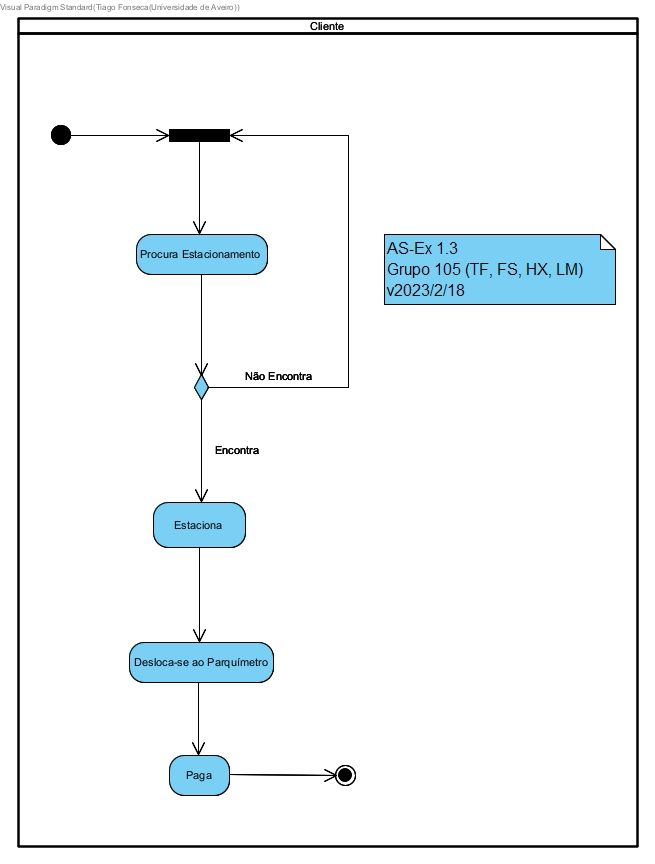 Visual Paradigm Standard(Tiago Fonseca(Universidade de Aveiro))
Cliente
Procura Estacionamento
AS-Ex 1.3
Grupo 105 (TF, FS, HX, LM)
v2023/2/18
Não Encontra
Encontra
Estaciona
Desloca-se ao Parquímetro
Paga